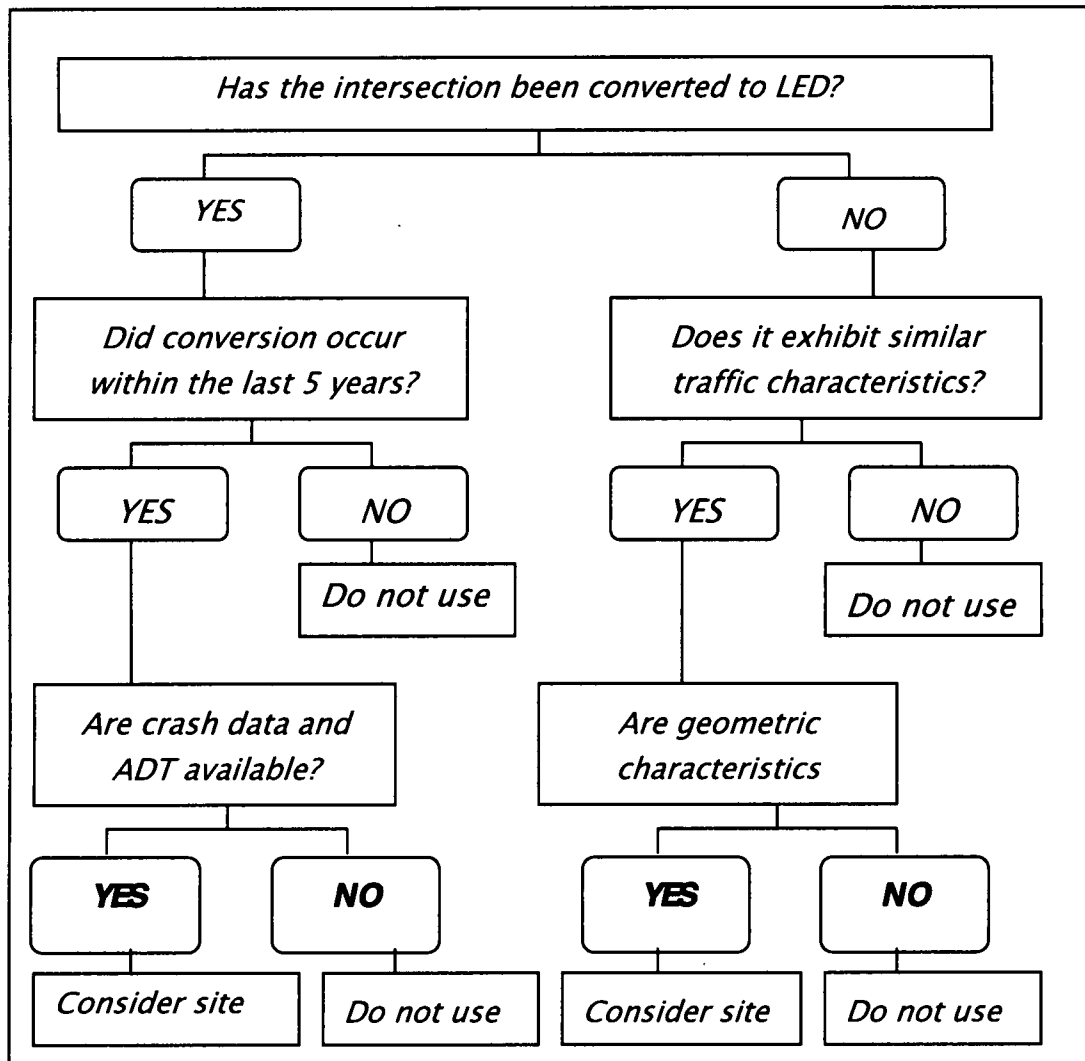 Has the intersection been converted to LED?
YES
NO
Did conversion occur
within the last 5 years?
Does it exhibit similar
traffic characteristics?
YES
NO
YES
NO
Do not use
Do not use
Are crash data and
ADT available?
Are geometric
characteristics
YES
NO
YES
NO
Consider site
Do not use
Consider site
Do not use